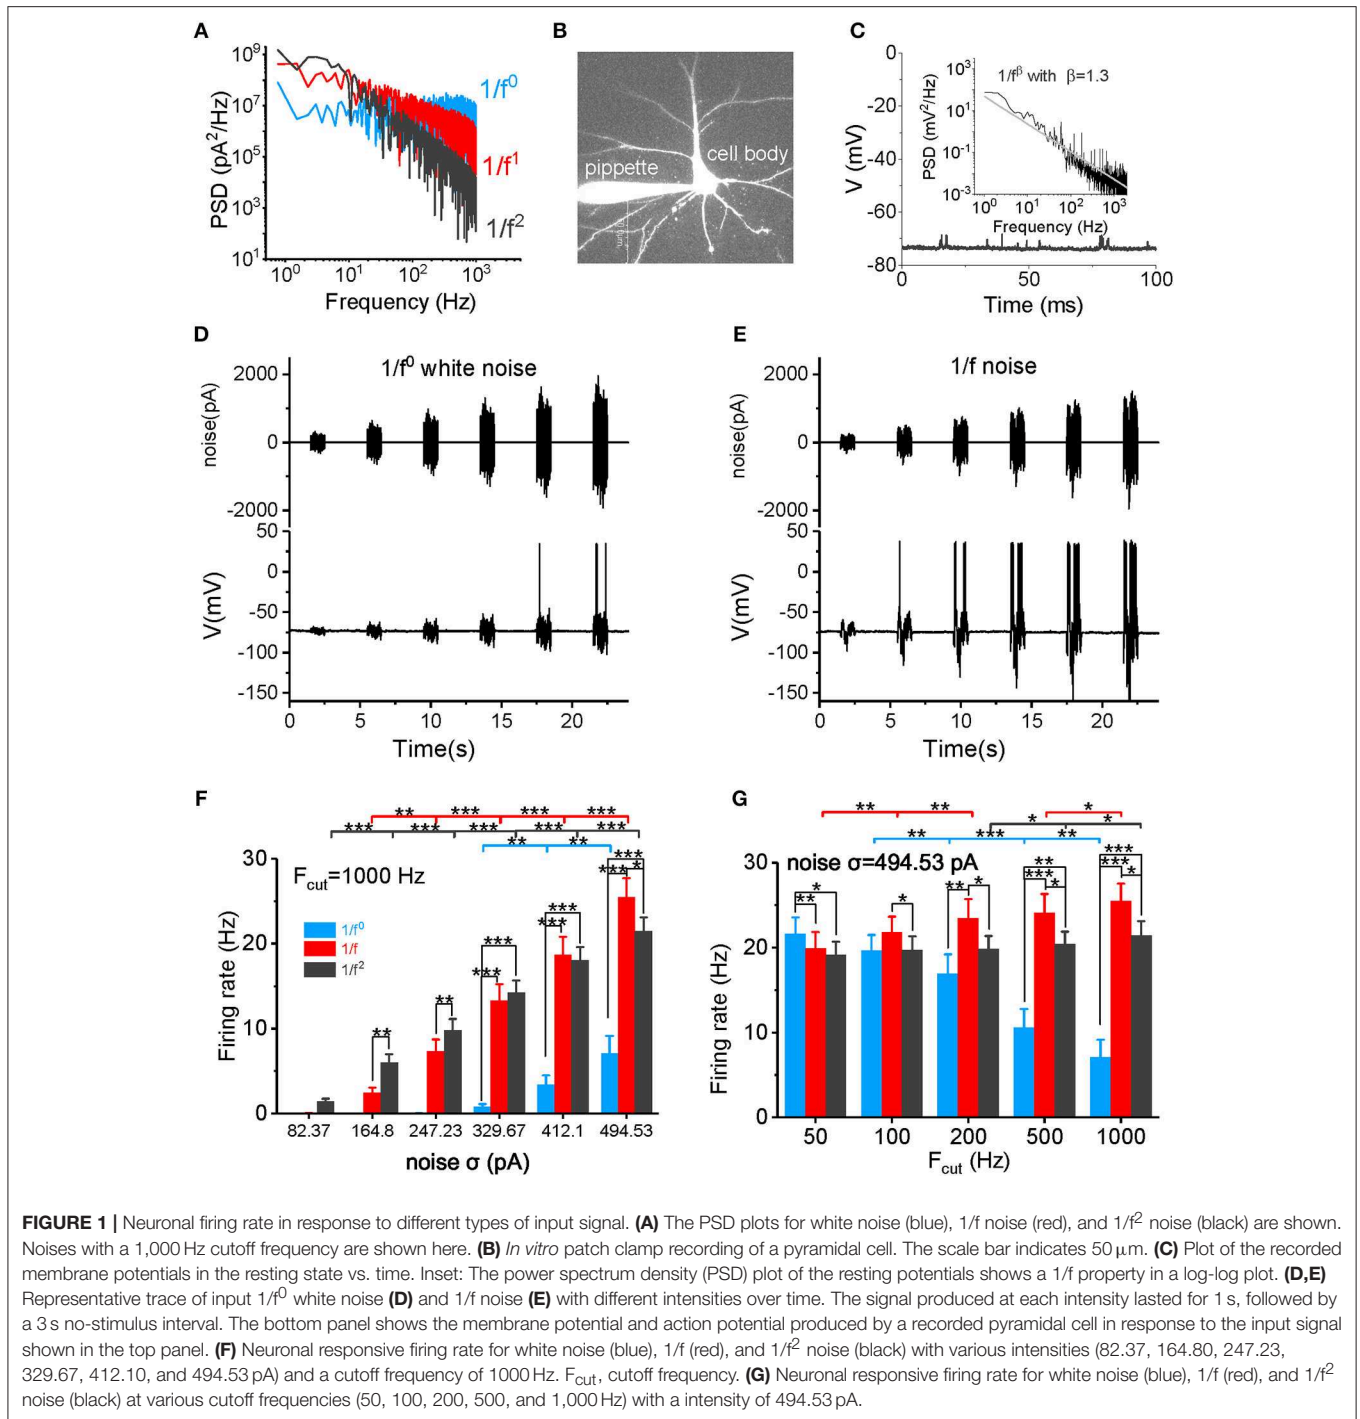 A
10⁹
10⁷
10⁵
10³
10¹
PSD (pA²/Hz)
1/f⁰
1/f¹
1/f²
10⁰ 10¹ 10² 10³
Frequency (Hz)
B
pippette
cell body
C
0
-20
-40
-60
-80
V (mV)
1/fᵝ with β=1.3
10³
10¹
10⁻¹
10⁻³
PSD (mV²/Hz)
10⁰ 10¹ 10² 10³
Frequency (Hz)
0 50 100
Time (ms)
D
1/f⁰ white noise
2000
0
-2000
noise(pA)
50
0
-50
-100
-150
V(mV)
0 5 10 15 20
Time(s)
E
1/f noise
2000
0
-2000
noise(pA)
50
0
-50
-100
-150
V(mV)
0 5 10 15 20
Time(s)
F
** *** *** ***
*** *** *** *** ***
** **
30
20
10
0
Firing rate (Hz)
F_cut=1000 Hz
1/f⁰
1/f
1/f²
**
**
***
***
***
***
***
*** *
82.37 164.8 247.23 329.67 412.1 494.53
noise σ (pA)
G
** ** *
* *
** *** **
30
20
10
0
Firing rate (Hz)
noise σ=494.53 pA
*
**
*
** *
**
*** *
***
***
*
50 100 200 500 1000
F_cut (Hz)
FIGURE 1 | Neuronal firing rate in response to different types of input signal. (A) The PSD plots for white noise (blue), 1/f noise (red), and 1/f² noise (black) are shown.
Noises with a 1,000 Hz cutoff frequency are shown here. (B) In vitro patch clamp recording of a pyramidal cell. The scale bar indicates 50 μm. (C) Plot of the recorded
membrane potentials in the resting state vs. time. Inset: The power spectrum density (PSD) plot of the resting potentials shows a 1/f property in a log-log plot. (D,E)
Representative trace of input 1/f⁰ white noise (D) and 1/f noise (E) with different intensities over time. The signal produced at each intensity lasted for 1 s, followed by
a 3 s no-stimulus interval. The bottom panel shows the membrane potential and action potential produced by a recorded pyramidal cell in response to the input signal
shown in the top panel. (F) Neuronal responsive firing rate for white noise (blue), 1/f (red), and 1/f² noise (black) with various intensities (82.37, 164.80, 247.23,
329.67, 412.10, and 494.53 pA) and a cutoff frequency of 1000 Hz. F_cut, cutoff frequency. (G) Neuronal responsive firing rate for white noise (blue), 1/f (red), and 1/f²
noise (black) at various cutoff frequencies (50, 100, 200, 500, and 1,000 Hz) with a intensity of 494.53 pA.